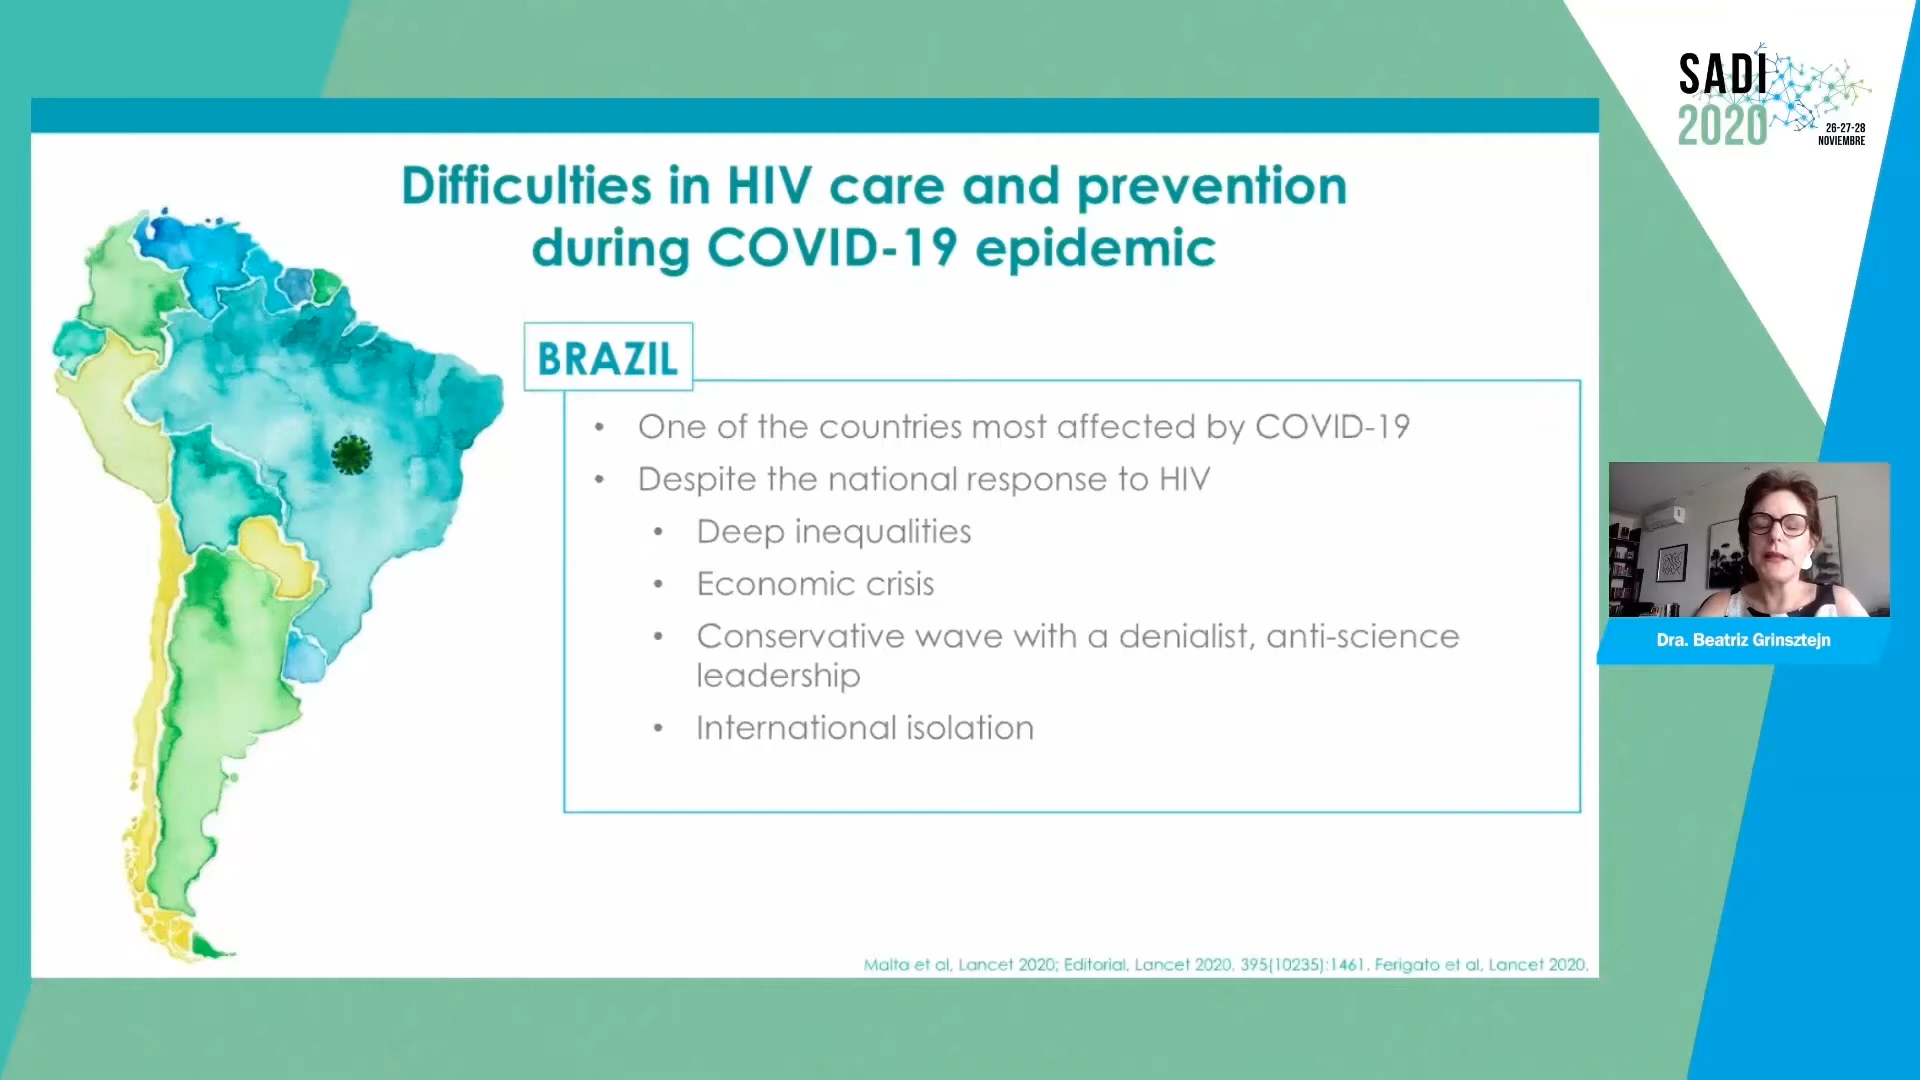 SADI
2020
26-27-28
NOVIEMBRE
Difficulties in HIV care and prevention
during COVID-19 epidemic
BRAZIL
• One of the countries most affected by COVID-19
• Despite the national response to HIV
• Deep inequalities
• Economic crisis
• Conservative wave with a denialist, anti-science
leadership
• International isolation
Dra. Beatriz Grinsztejn
Malta et al, Lancet 2020; Editorial, Lancet 2020, 395(10235):1461. Ferigato et al, Lancet 2020.